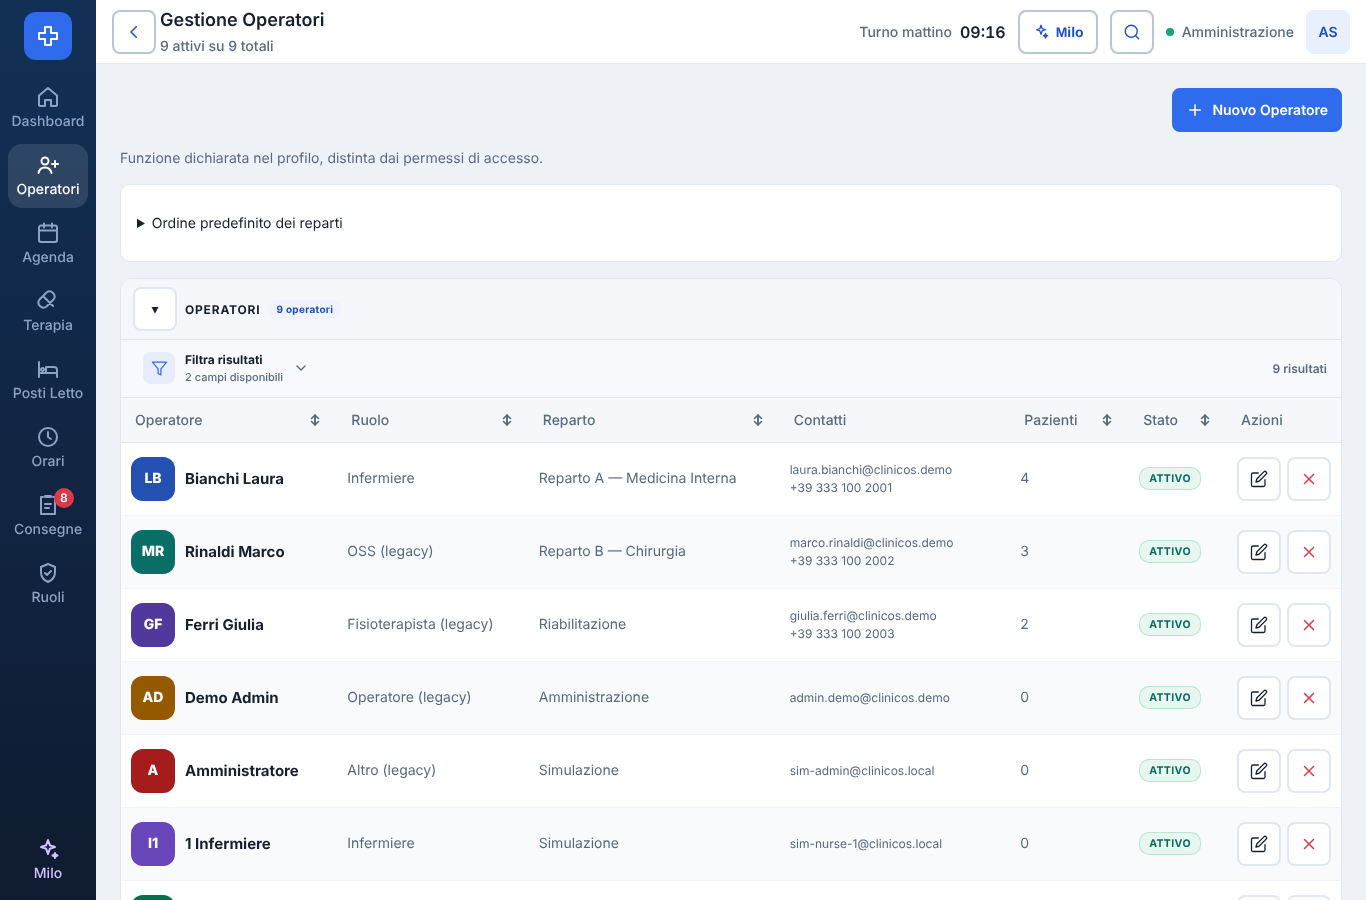 Gestione Operatori
9 attivi su 9 totali
Turno mattino 09:16
Milo
Amministrazione
AS
Dashboard
Operatori
Agenda
Terapia
Posti Letto
Orari
8
Consegne
Ruoli
Milo
Nuovo Operatore
Funzione dichiarata nel profilo, distinta dai permessi di accesso.
Ordine predefinito dei reparti
OPERATORI 9 operatori
Filtra risultati
2 campi disponibili
9 risultati
Operatore Ruolo Reparto Contatti Pazienti Stato Azioni
LB Bianchi Laura Infermiere Reparto A — Medicina Interna laura.bianchi@clinicos.demo 4 ATTIVO
+39 333 100 2001
MR Rinaldi Marco OSS (legacy) Reparto B — Chirurgia marco.rinaldi@clinicos.demo 3 ATTIVO
+39 333 100 2002
GF Ferri Giulia Fisioterapista (legacy) Riabilitazione giulia.ferri@clinicos.demo 2 ATTIVO
+39 333 100 2003
AD Demo Admin Operatore (legacy) Amministrazione admin.demo@clinicos.demo 0 ATTIVO
A Amministratore Altro (legacy) Simulazione sim-admin@clinicos.local 0 ATTIVO
I1 1 Infermiere Infermiere Simulazione sim-nurse-1@clinicos.local 0 ATTIVO